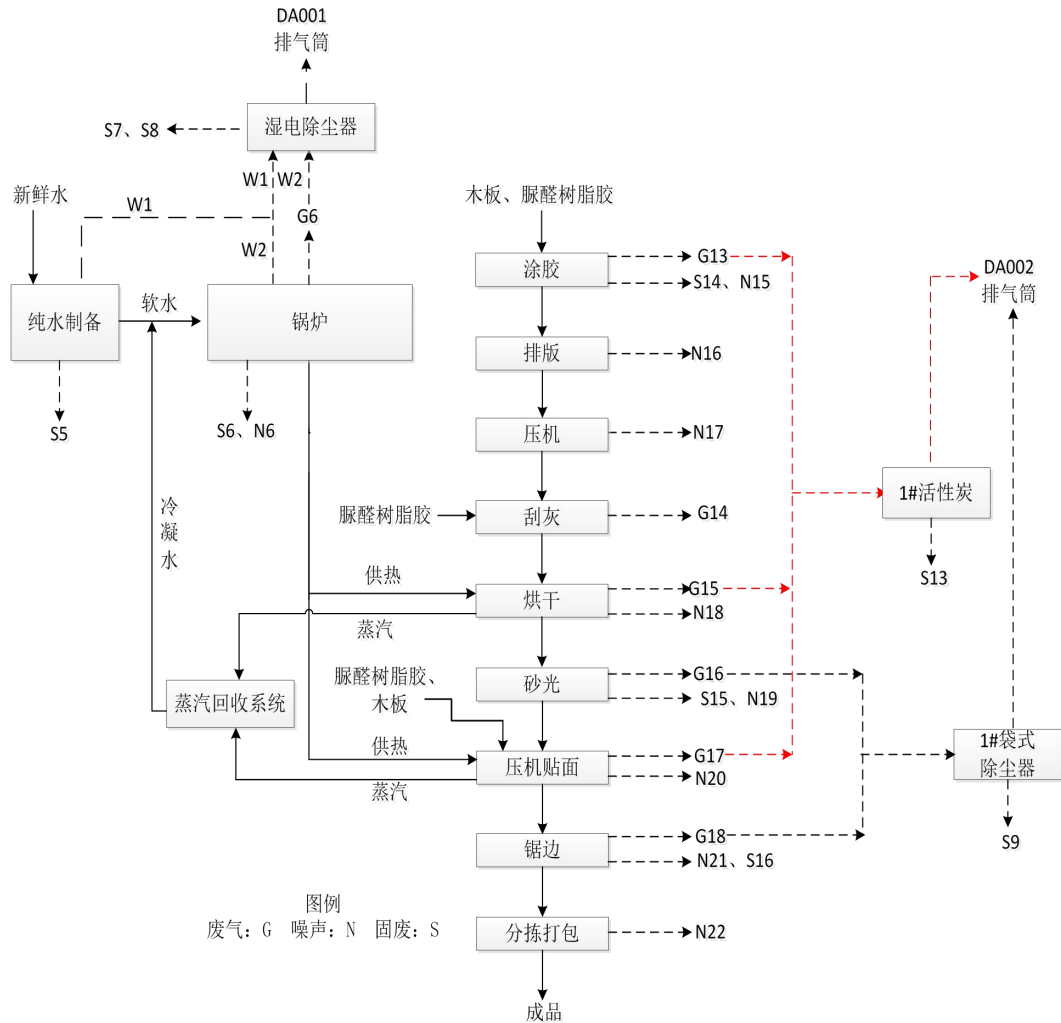 DA001
排气筒
湿电除尘器
S7、S8
W1
W2
新鲜水
W1
G6
W2
木板、脲醛树脂胶
涂胶
G13
S14、N15
DA002
排气筒
纯水制备
软水
锅炉
排版
N16
S5
S6、N6
压机
N17
1#活性炭
冷
凝
水
脲醛树脂胶
刮灰
G14
S13
供热
烘干
G15
N18
蒸汽
蒸汽回收系统
脲醛树脂胶、
木板
砂光
G16
S15、N19
供热
压机贴面
G17
N20
1#袋式
除尘器
蒸汽
锯边
G18
N21、S16
S9
图例
废气：G 噪声：N 固废：S
分拣打包
N22
成品